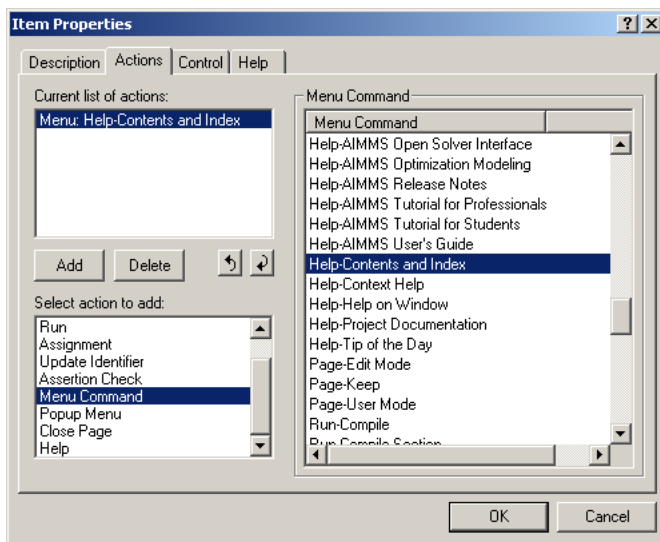 Item Properties
Description Actions Control Help
Current list of actions:
Menu: Help-Contents and Index
Add Delete
Select action to add:
Run
Assignment
Update Identifier
Assertion Check
Menu Command
Popup Menu
Close Page
Help
Menu Command
Menu Command
Help-AIMMS Open Solver Interface
Help-AIMMS Optimization Modeling
Help-AIMMS Release Notes
Help-AIMMS Tutorial for Professionals
Help-AIMMS Tutorial for Students
Help-AIMMS User's Guide
Help-Contents and Index
Help-Context Help
Help-Help on Window
Help-Project Documentation
Help-Tip of the Day
Page-Edit Mode
Page-Keep
Page-User Mode
Run-Compile
Run-Compile Section
OK Cancel